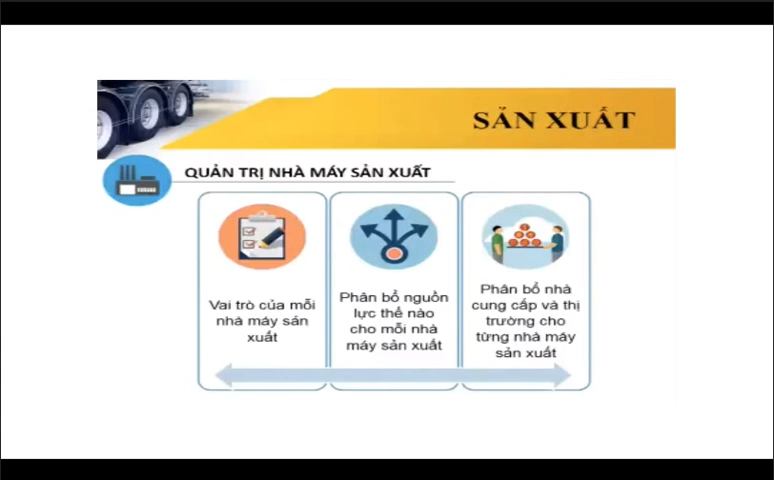 SẢN XUẤT
QUẢN TRỊ NHÀ MÁY SẢN XUẤT
Vai trò của mỗi
nhà máy sản
xuất
Phân bổ nguồn
lực thế nào
cho mỗi nhà
máy sản xuất
Phân bổ nhà
cung cấp và thị
trường cho
từng nhà máy
sản xuất